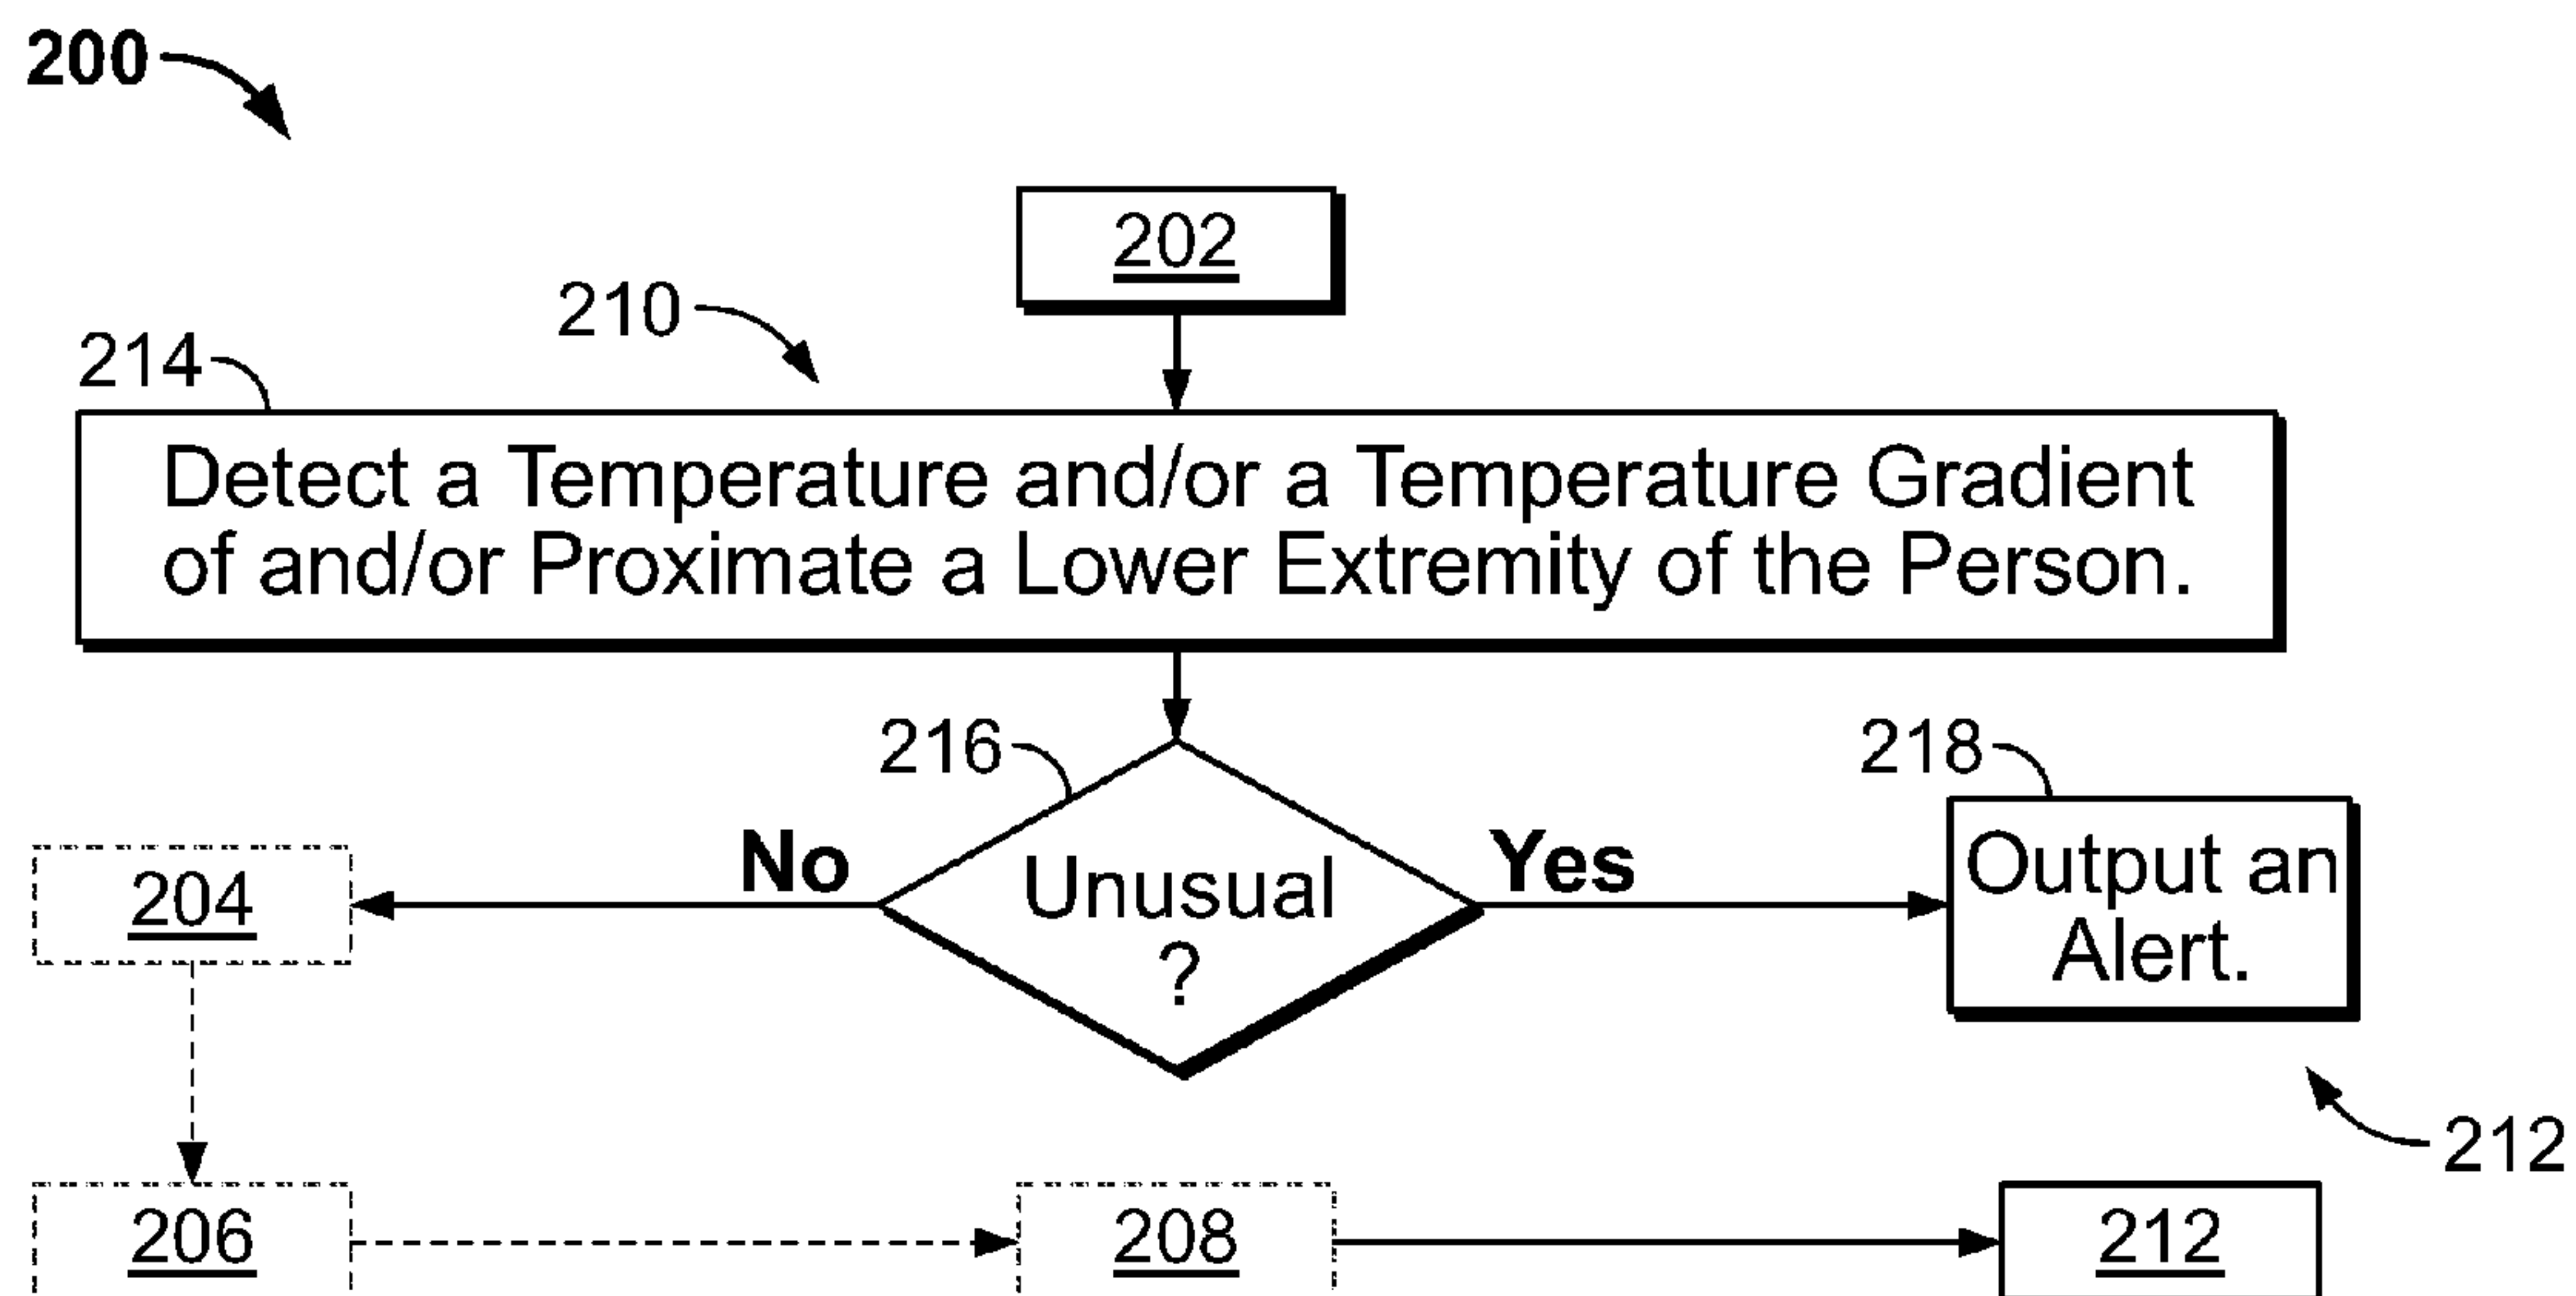 200
202
210
214
Detect a Temperature and/or a Temperature Gradient
of and/or Proximate a Lower Extremity of the Person.
216
218
No
Yes
204
Unusual
?
Output an
Alert.
212
206
208
212